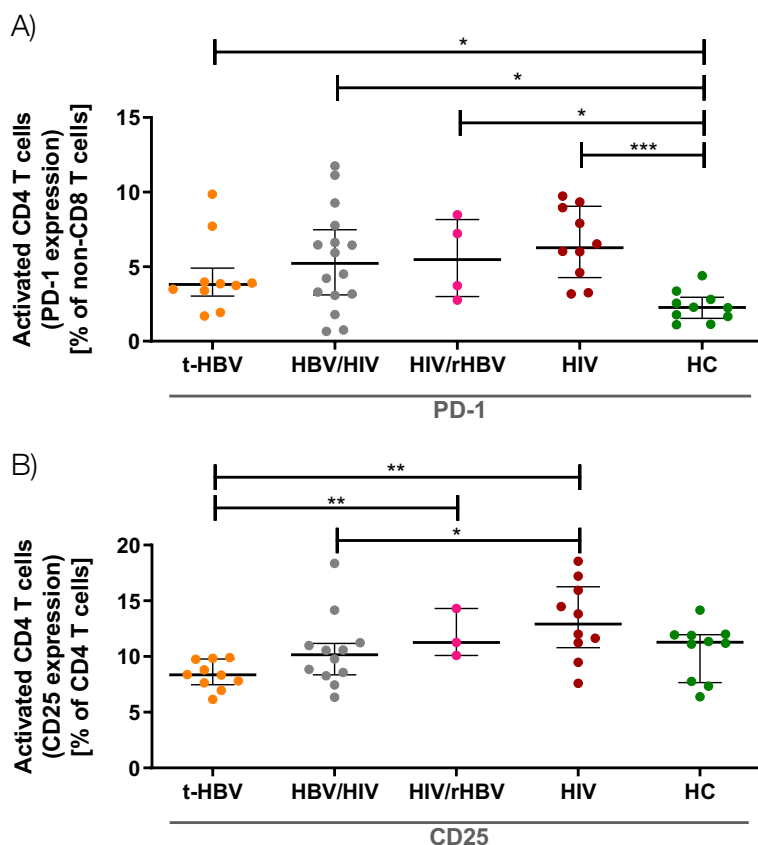 A)
*
*
*
***
Activated CD4 T cells
(PD-1 expression)
[% of non-CD8 T cells]
15
10
5
0
t-HBV HBV/HIV HIV/rHBV HIV HC
PD-1
B)
**
**
*
Activated CD4 T cells
(CD25 expression)
[% of CD4 T cells]
20
15
10
5
0
t-HBV HBV/HIV HIV/rHBV HIV HC
CD25